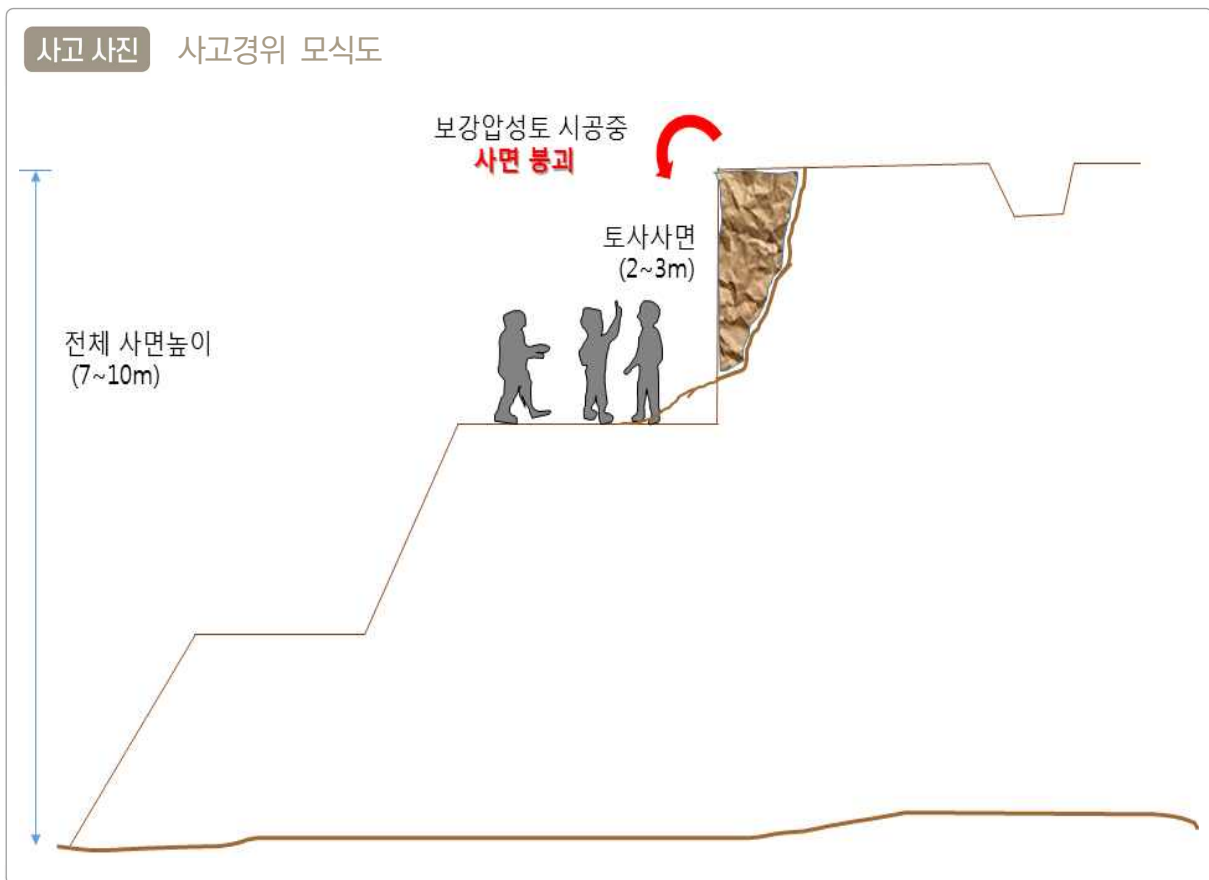 사고 사진 사고경위 모식도
보강압성토 시공중
사면 붕괴
토사사면
(2~3m)
전체 사면높이
(7~10m)